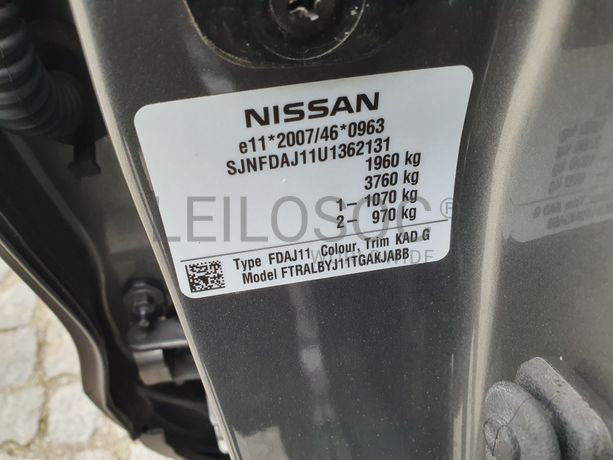 NISSAN
e11*2007/46*0963
SJNFDAJ11U1362131
1960 kg
3760 kg
1– 1070 kg
2– 970 kg
LEILOSOC®
Type FDAJ11 Colour, Trim KAD G
Model FTRALBYJ11TGAKJABB